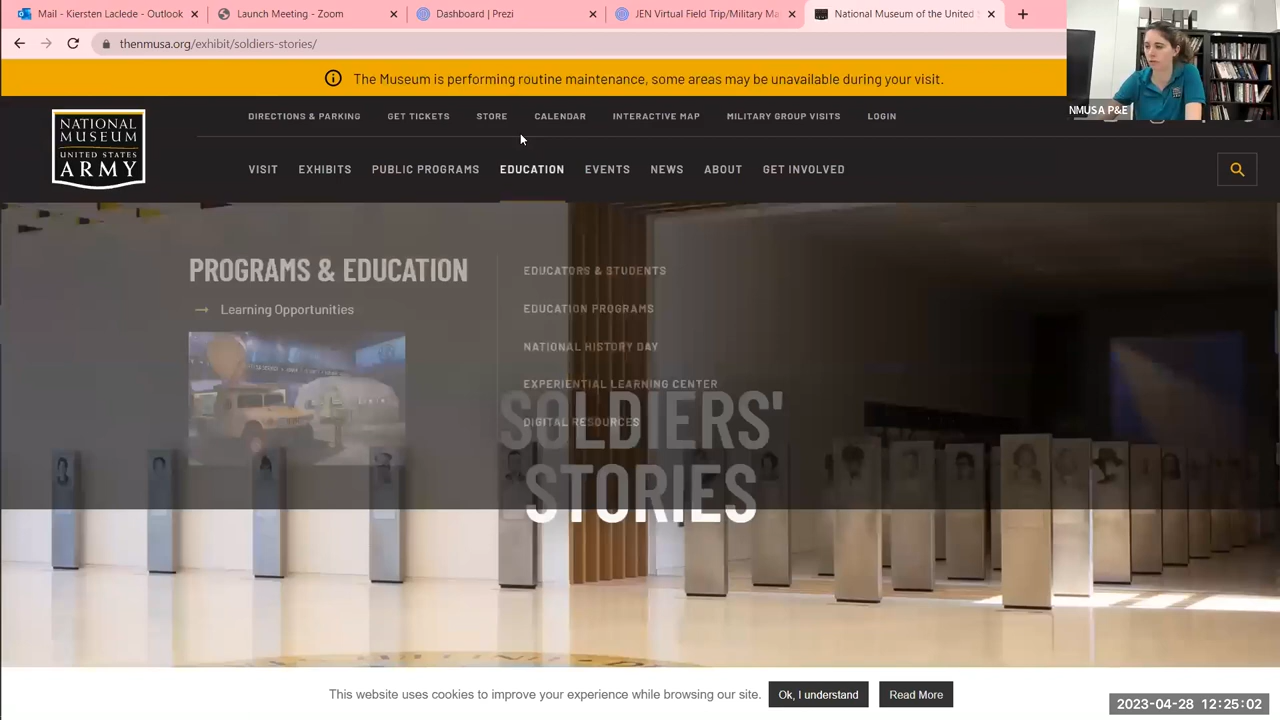 Mail - Kiersten Laclede - Outlook
Launch Meeting - Zoom
Dashboard | Prezi
JEN Virtual Field Trip/Military Ma
National Museum of the United S
thenmusa.org/exhibit/soldiers-stories/
The Museum is performing routine maintenance, some areas may be unavailable during your visit.
NMUSA P&E
NATIONAL
MUSEUM
UNITED STATES
ARMY
DIRECTIONS & PARKING
GET TICKETS
STORE
CALENDAR
INTERACTIVE MAP
MILITARY GROUP VISITS
LOGIN
VISIT
EXHIBITS
PUBLIC PROGRAMS
EDUCATION
EVENTS
NEWS
ABOUT
GET INVOLVED
PROGRAMS & EDUCATION
Learning Opportunities
EDUCATORS & STUDENTS
EDUCATION PROGRAMS
NATIONAL HISTORY DAY
EXPERIENTIAL LEARNING CENTER
DIGITAL RESOURCES
SOLDIERS'
STORIES
This website uses cookies to improve your experience while browsing our site.
Ok, I understand
Read More
2023-04-28 12:25:02